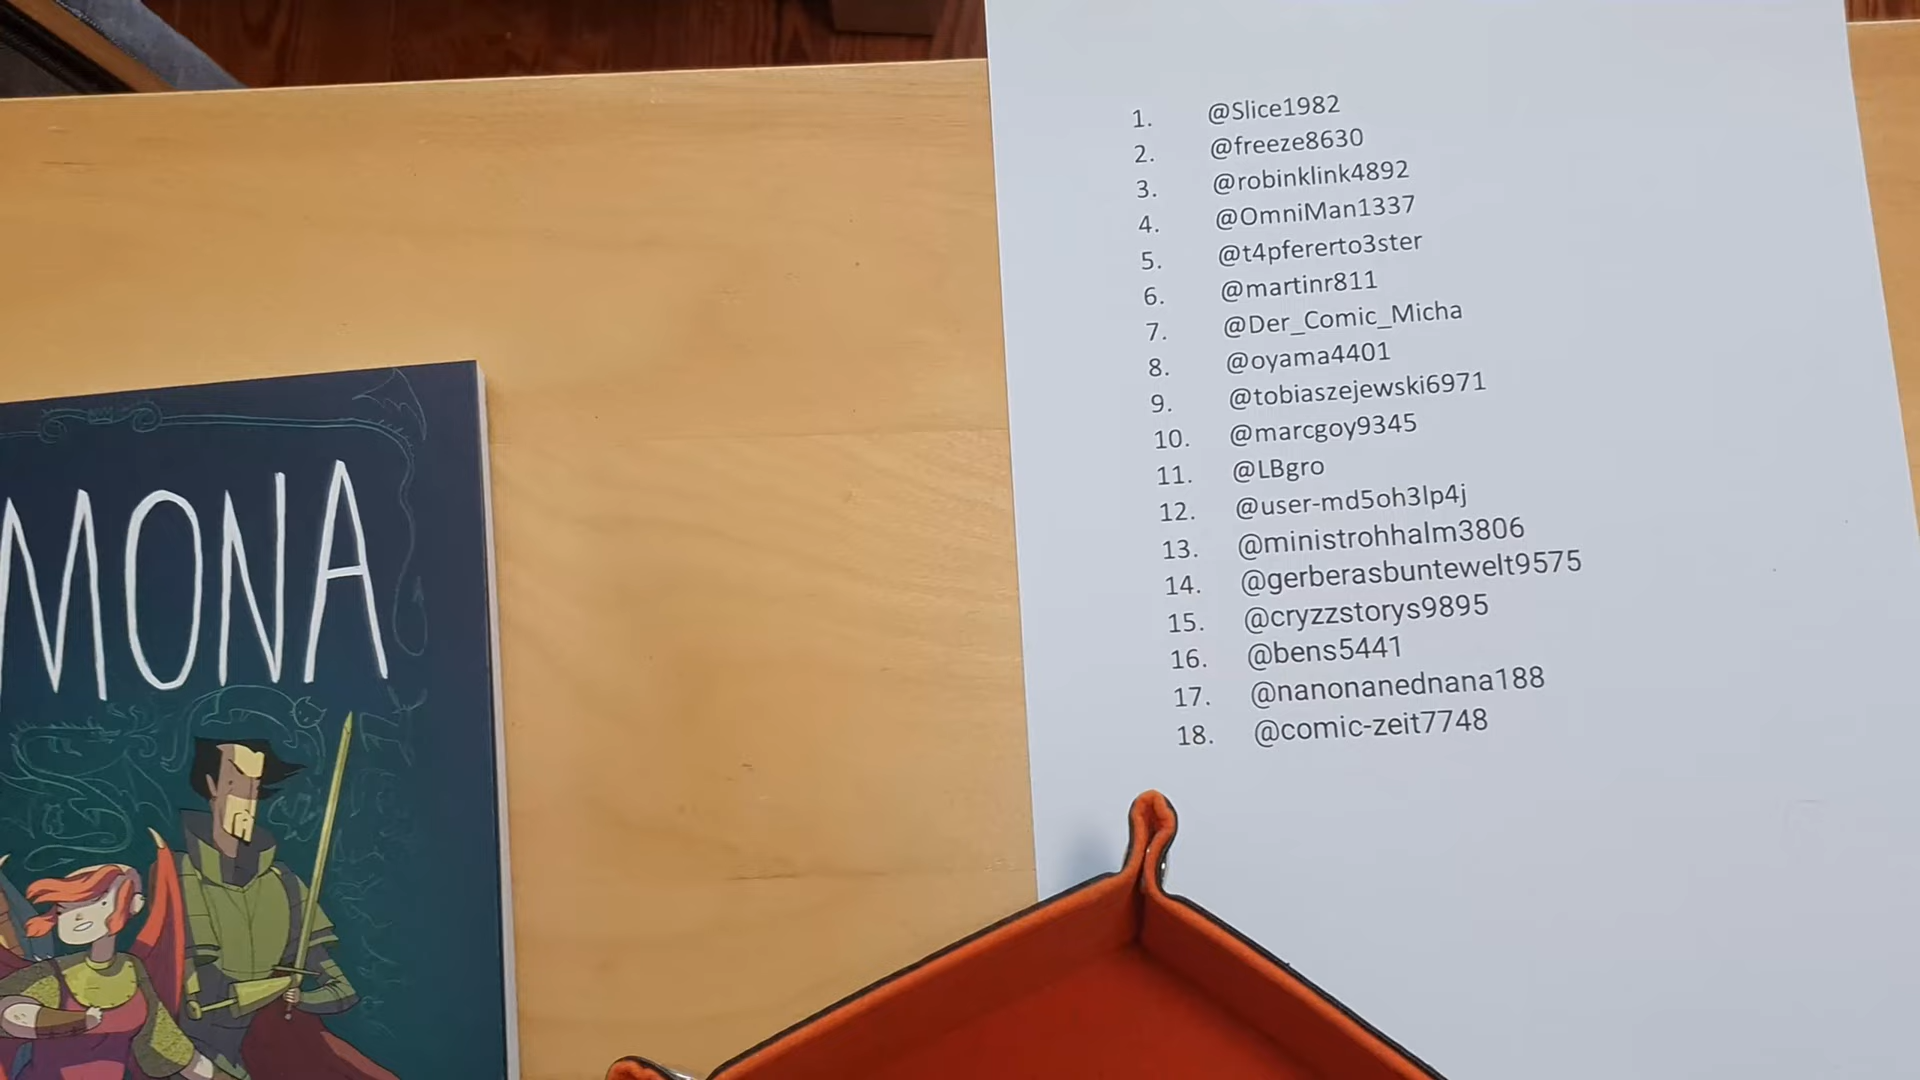 MONA
1. @Slice1982
2. @freeze8630
3. @robinklink4892
4. @OmniMan1337
5. @t4pfererto3ster
6. @martinr811
7. @Der_Comic_Micha
8. @oyama4401
9. @tobiaszejewski6971
10. @marcgoy9345
11. @LBgro
12. @user-md5oh3lp4j
13. @ministrohhalm3806
14. @gerberasbuntewelt9575
15. @cryzzstorys9895
16. @bens5441
17. @nanonanednana188
18. @comic-zeit7748